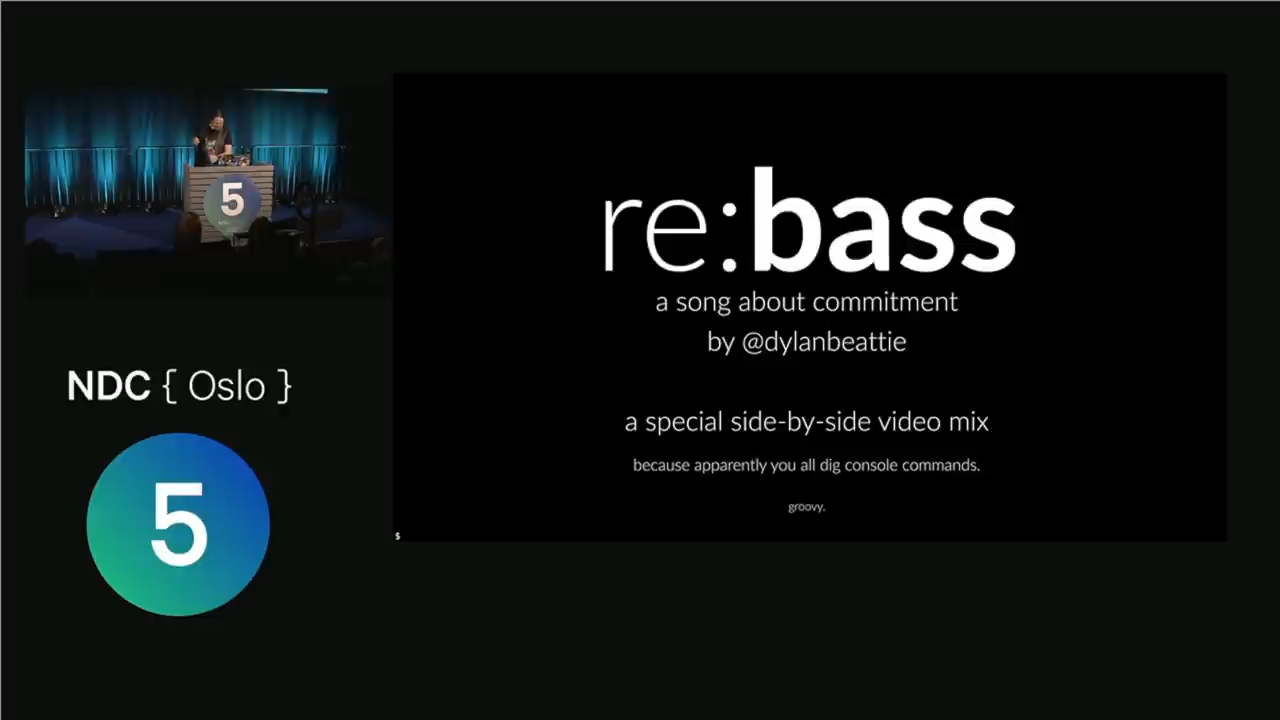 5
NDC { Oslo }
5
re:bass
a song about commitment
by @dylanbeattie
a special side-by-side video mix
because apparently you all dig console commands.
groovy.
$